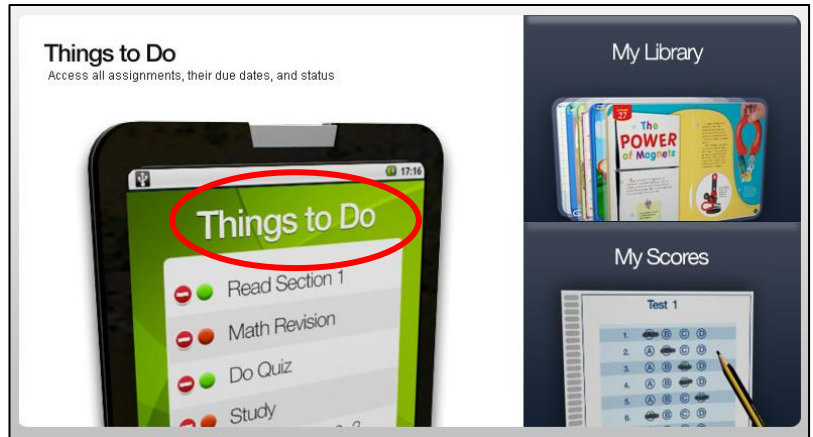 Things to Do
Access all assignments, their due dates, and status
17:16
Things to Do
Read Section 1
Math Revision
Do Quiz
Study
My Library
27
The
POWER
of Magnets
My Scores
Test 1
1. B C D
2. A C D
3. A B D
4. A B D
5. A B C
6. B C D